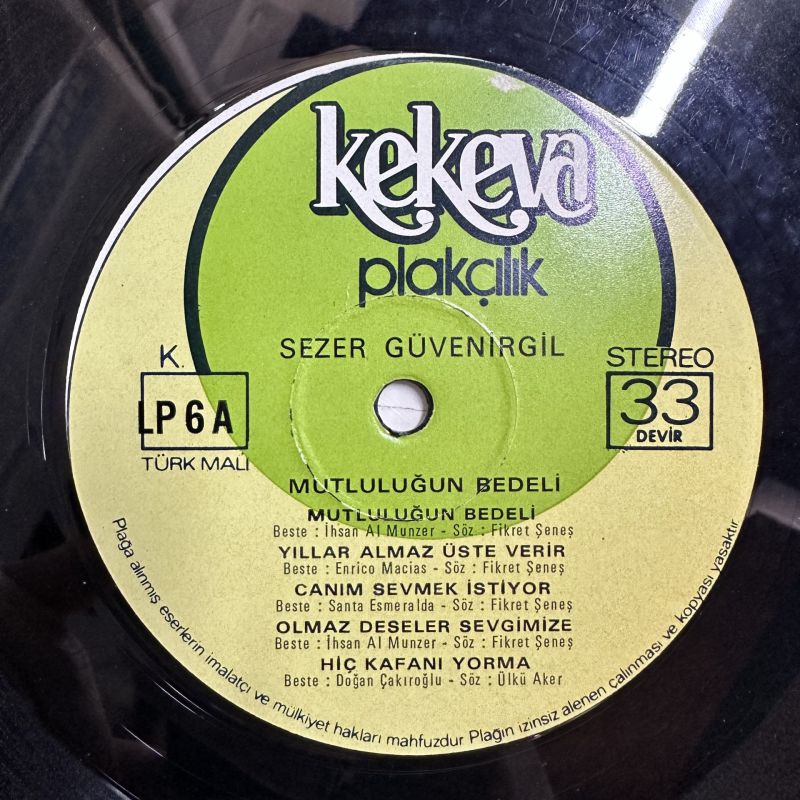 kekeva
plakçılık
SEZER GÜVENİRGİL
K.
LP 6 A
TÜRK MALI
STEREO
33
DEVİR
MUTLULUĞUN BEDELİ
MUTLULUĞUN BEDELİ
Beste : İhsan Al Munzer - Söz : Fikret Şeneş
YILLAR ALMAZ ÜSTE VERİR
Beste : Enrico Macias - Söz : Fikret Şeneş
CANIM SEVMEK İSTİYOR
Beste : Santa Esmeralda - Söz : Fikret Şeneş
OLMAZ DESELER SEVGİMİZE
Beste : İhsan Al Munzer - Söz : Fikret Şeneş
HİÇ KAFANI YORMA
Beste : Doğan Çakıroğlu - Söz : Ülkü Aker
Plağa alınmış eserlerin imalatçı ve mülkiyet hakları mahfuzdur Plağın izinsiz alenen çalınması ve kopyası yasaktır